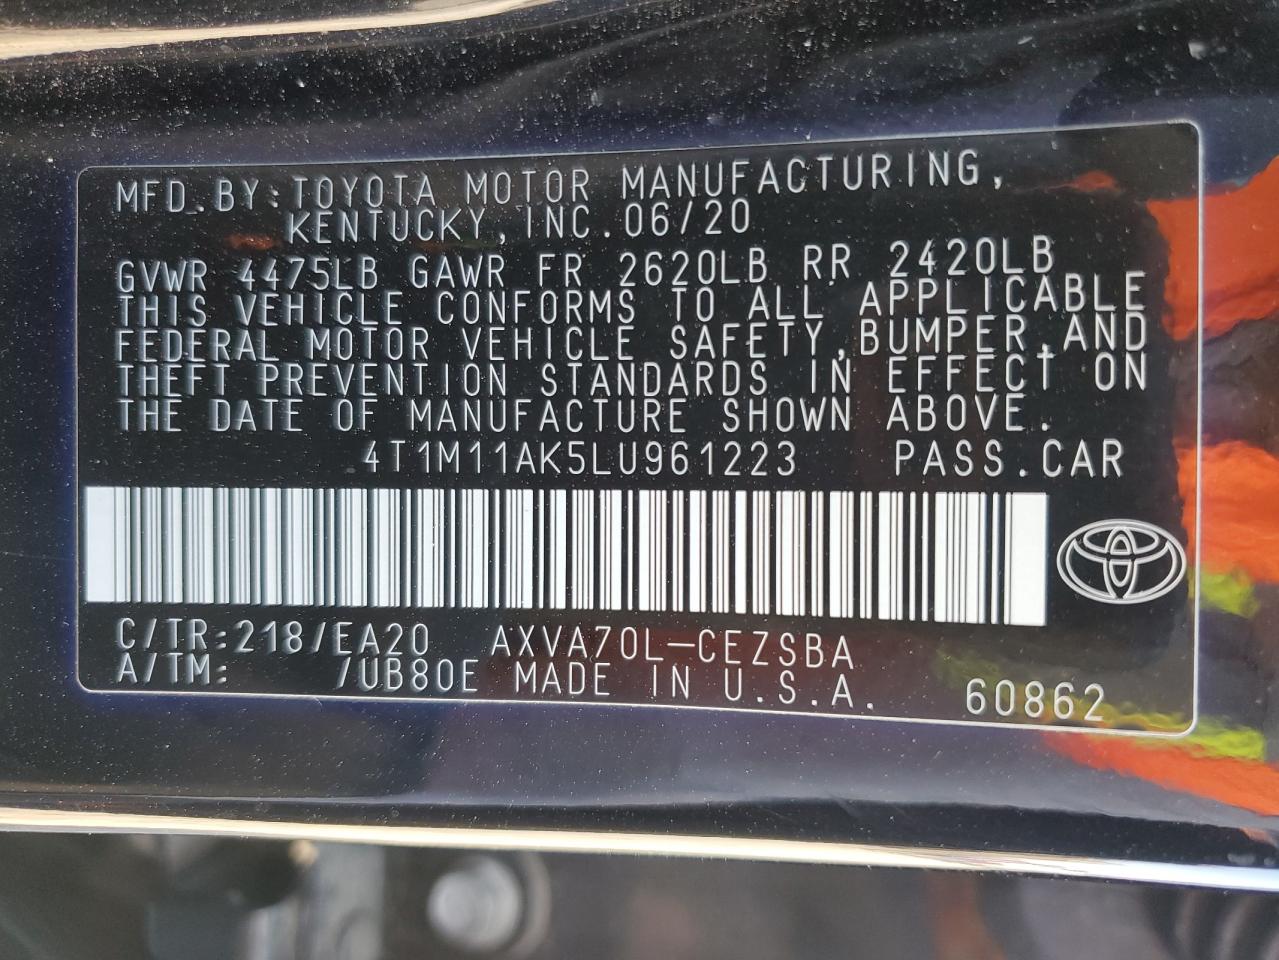 MFD.BY:TOYOTA MOTOR MANUFACTURING,
KENTUCKY,INC.06/20
GVWR 4475LB GAWR FR 2620LB RR 2420LB
THIS VEHICLE CONFORMS TO ALL APPLICABLE
FEDERAL MOTOR VEHICLE SAFETY,BUMPER,AND
THEFT PREVENTION STANDARDS IN EFFECT ON
THE DATE OF MANUFACTURE SHOWN ABOVE.
4T1M11AK5LU961223 PASS.CAR
C/TR:218/EA20 AXVA70L-CEZSBA
A/TM: /UB80E MADE IN U.S.A.
60862